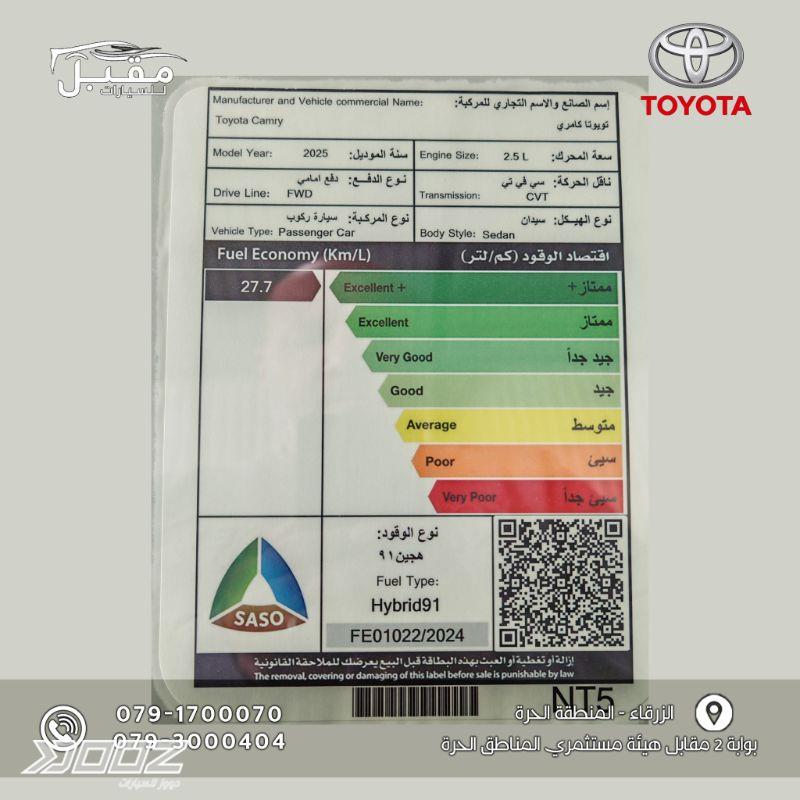 مقبل
للسيارات
TOYOTA
Manufacturer and Vehicle commercial Name: إسم الصانع والاسم التجاري للمركبة:
Toyota Camry تويوتا كامري
Model Year: 2025 سنة الموديل: Engine Size: 2.5 L سعة المحرك:
نوع الدفع: دفع امامي ناقل الحركة: سي في تي
Drive Line: FWD Transmission: CVT
نوع المركبة: سيارة ركوب نوع الهيكل: سيدان
Vehicle Type: Passenger Car Body Style: Sedan
Fuel Economy (Km/L) اقتصاد الوقود (كم/لتر)
27.7 Excellent + ممتاز+
Excellent ممتاز
Very Good جيد جداً
Good جيد
Average متوسط
Poor سيئ
Very Poor سيئ جداً
نوع الوقود:
هجين ٩١
Fuel Type:
Hybrid91
SASO
FE01022/2024
إزالة أو تغطية أو العبث بهذه البطاقة قبل البيع يعرضك للملاحقة القانونية
The removal, covering or damaging of this label before sale is punishable by law
NT5
079-1700070 الزرقاء - المنطقة الحرة
079-3000404 بوابة 2 مقابل هيئة مستثمري المناطق الحرة
دووز للسيارات